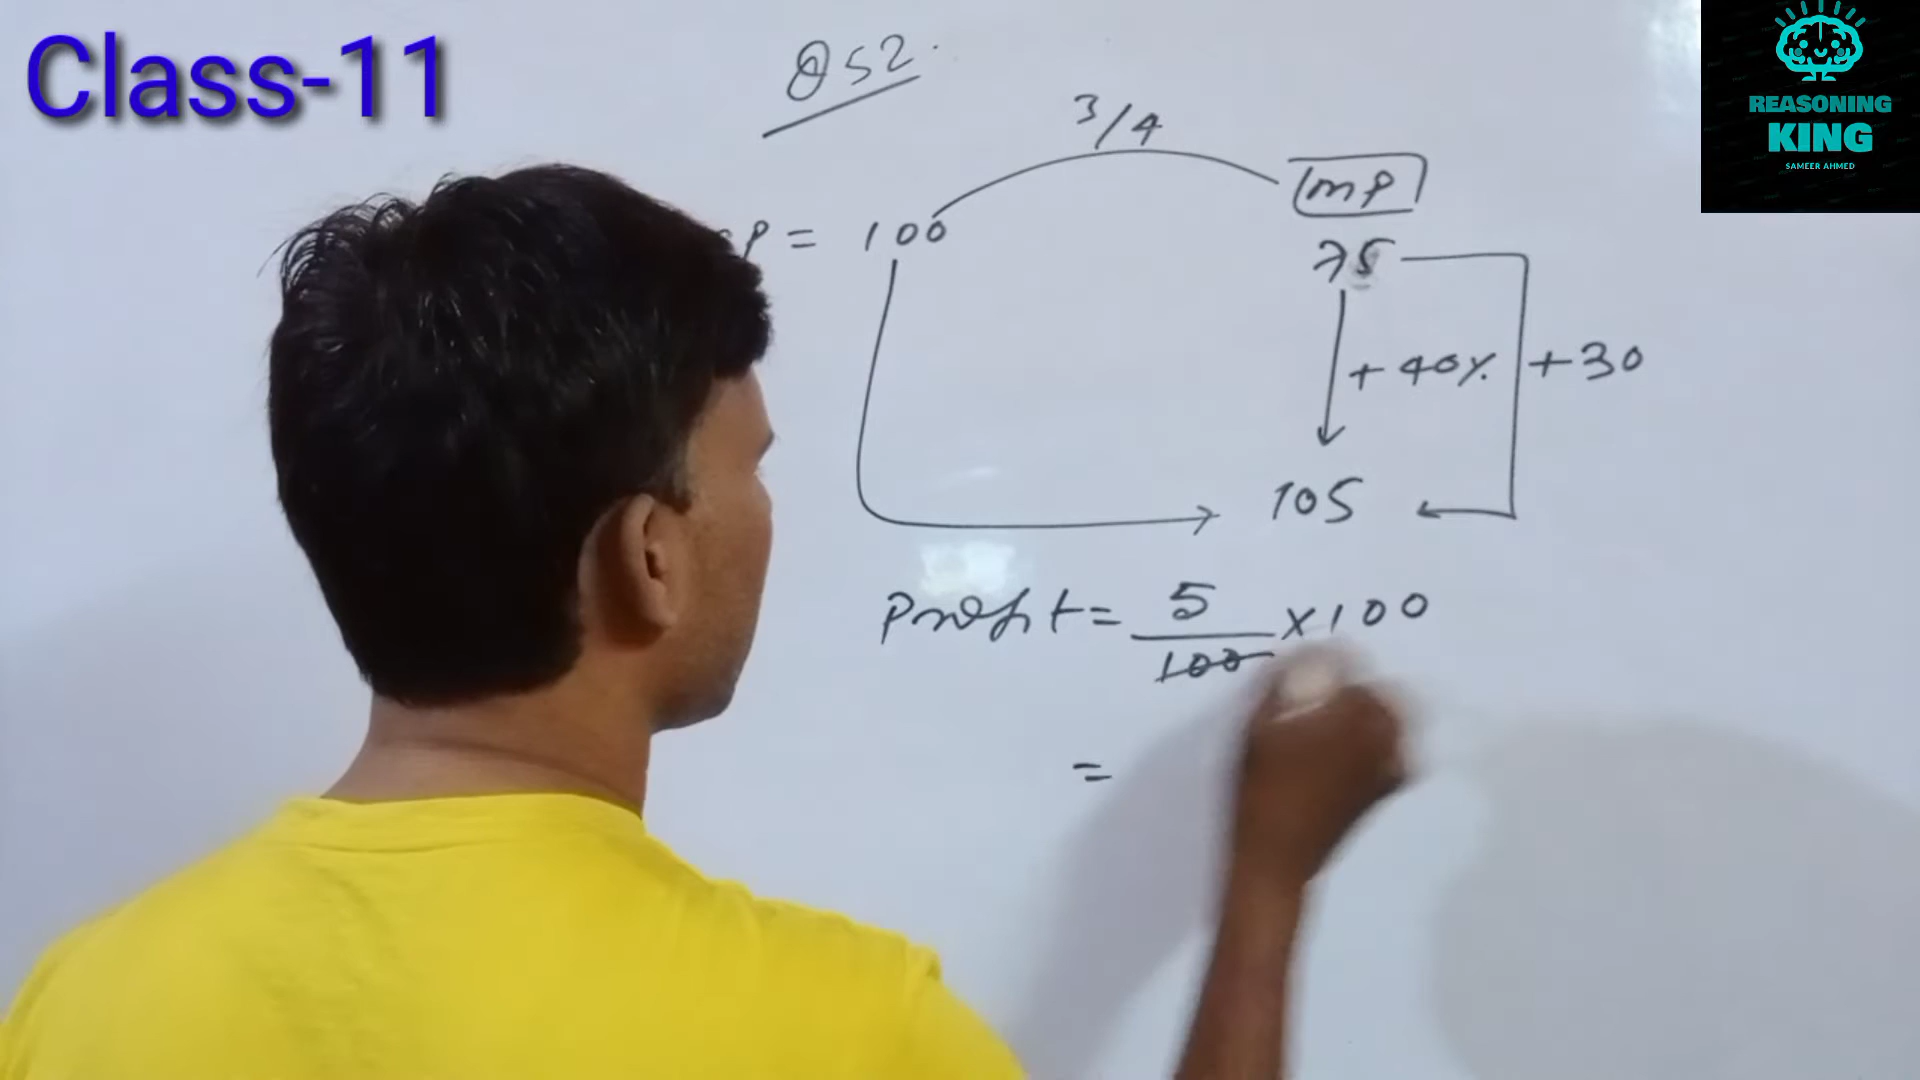 Class-11
REASONING
KING
SAMEER AHMED
Q52.
3/4
mp
P = 100
75
+40%
+30
105
Profit = 5/100 × 100
=